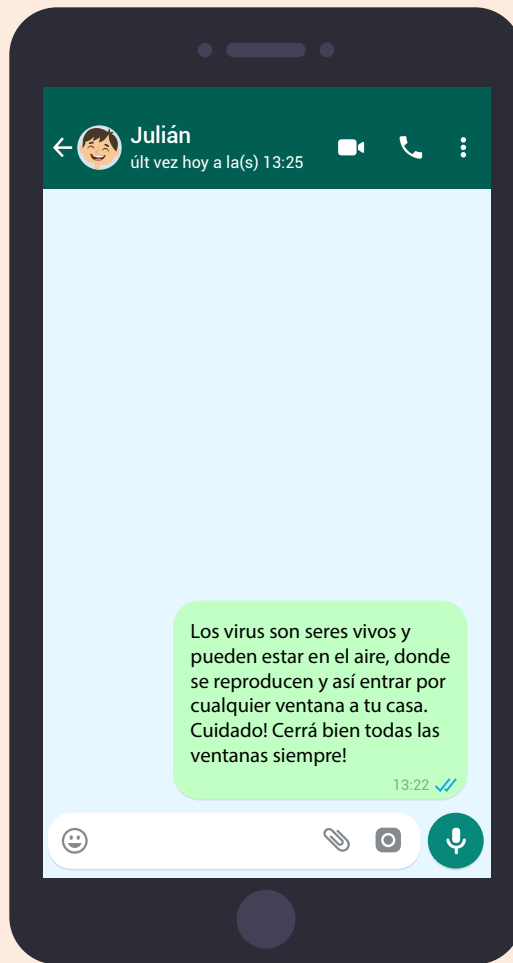 Julián
últ vez hoy a la(s) 13:25
Los virus son seres vivos y
pueden estar en el aire, donde
se reproducen y así entrar por
cualquier ventana a tu casa.
Cuidado! Cerrá bien todas las
ventanas siempre!
13:22